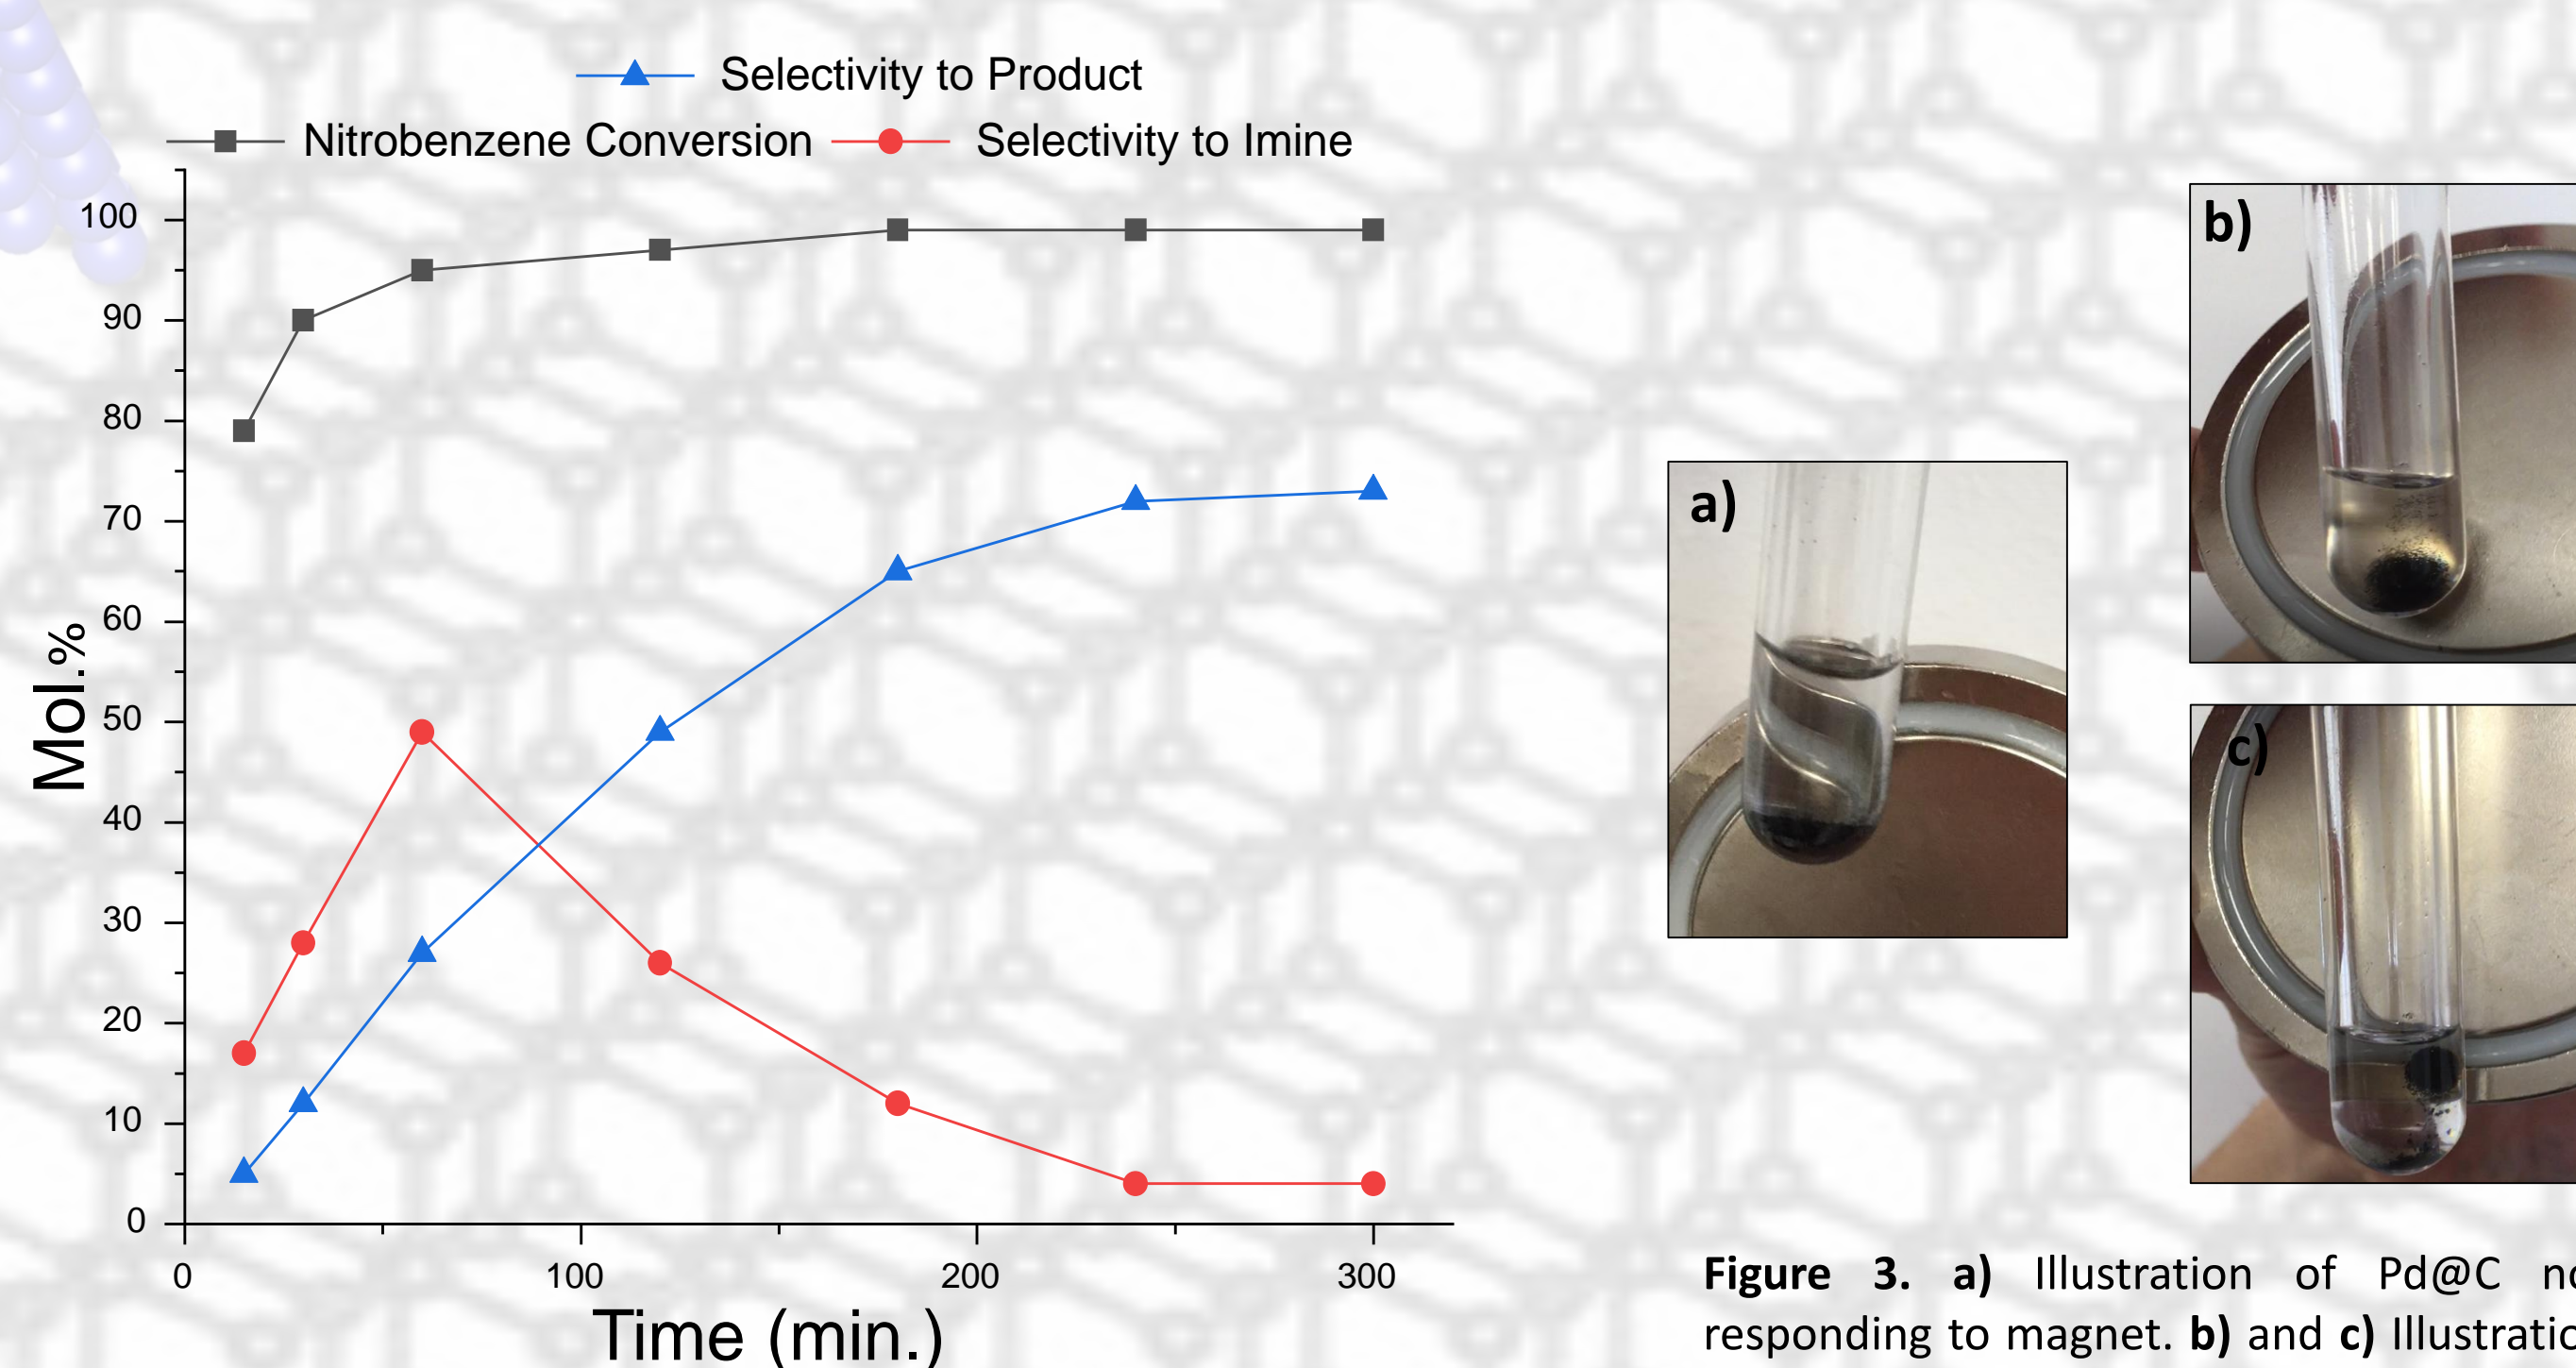 Selectivity to Product
Nitrobenzene Conversion
Selectivity to Imine
100
90
80
70
60
50
40
30
20
10
0
Mol.%
0
100
200
300
Time (min.)
a)
b)
c)
Figure 3. a) Illustration of Pd@C
responding to magnet. b) and c)